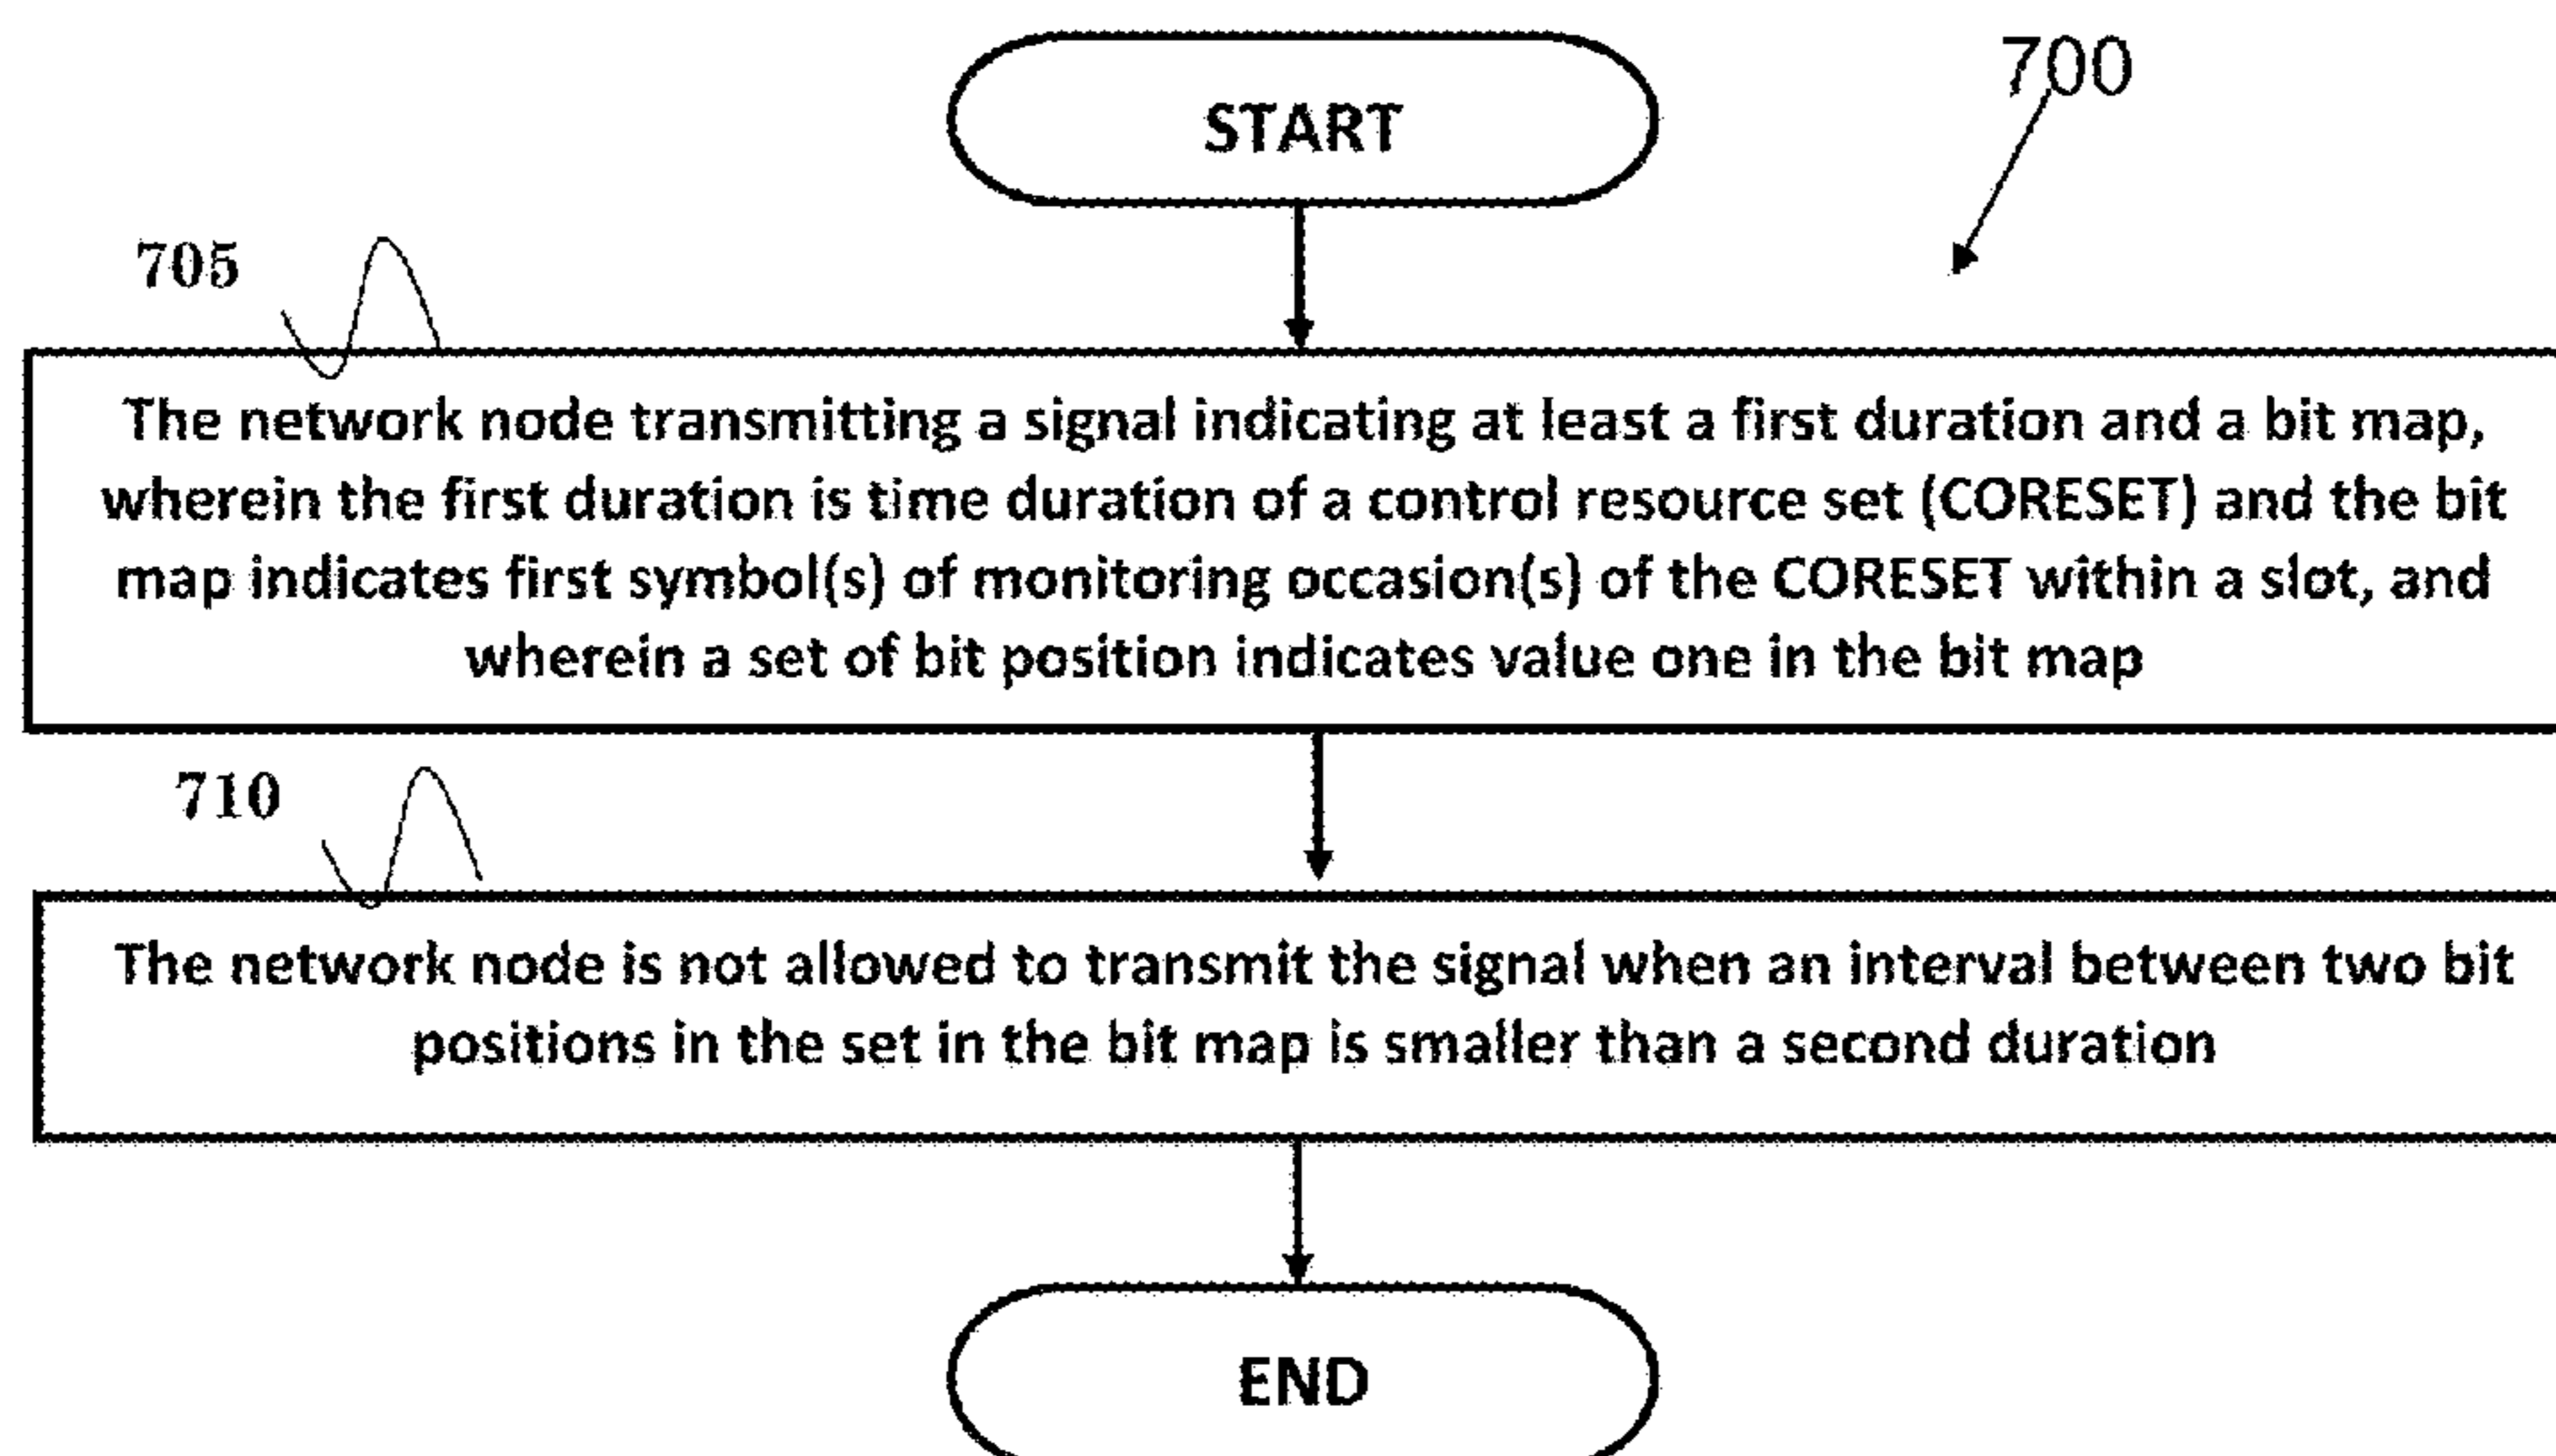 START
700
705
The network node transmitting a signal indicating at least a first duration and a bit map,
wherein the first duration is time duration of a control resource set (CORESET) and the bit
map indicates first symbol(s) of monitoring occasion(s) of the CORESET within a slot, and
wherein a set of bit position indicates value one in the bit map
710
The network node is not allowed to transmit the signal when an interval between two bit
positions in the set in the bit map is smaller than a second duration
END